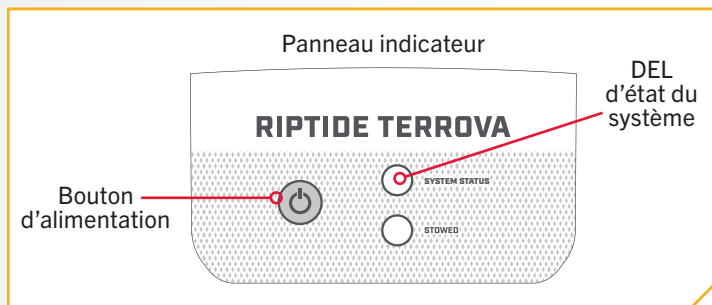 Panneau indicateur
DEL
d'état du
système
RIPTIDE TERROVA
SYSTEM STATUS
Bouton
d'alimentation
STOWED